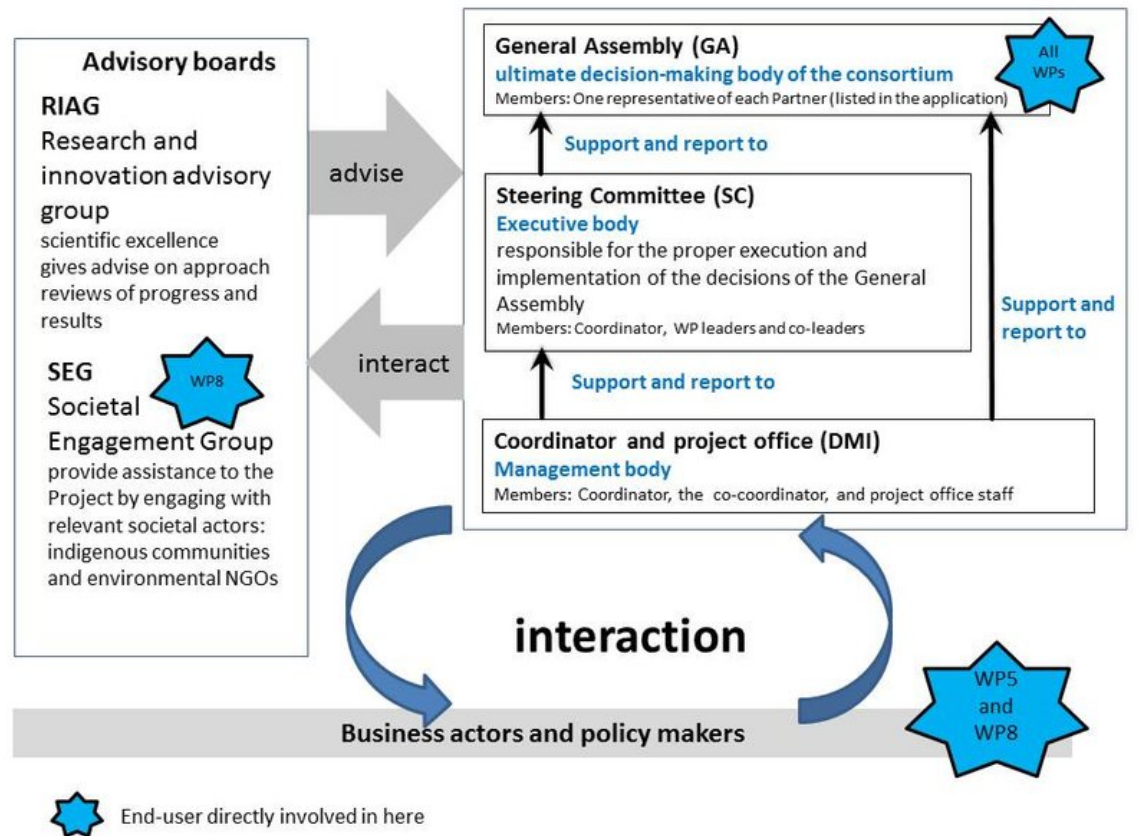 Advisory boards
RIAG
Research and
innovation advisory
group
scientific excellence
gives advise on approach
reviews of progress and
results
SEG
Societal
Engagement Group
provide assistance to the
Project by engaging with
relevant societal actors:
indigenous communities
and environmental NGOs
WP8
advise
interact
General Assembly (GA)
ultimate decision-making body of the consortium
Members: One representative of each Partner (listed in the application)
All
WPs
Support and report to
Steering Committee (SC)
Executive body
responsible for the proper execution and
implementation of the decisions of the General
Assembly
Members: Coordinator, WP leaders and co-leaders
Support and
report to
Support and report to
Coordinator and project office (DMI)
Management body
Members: Coordinator, the co-coordinator, and project office staff
interaction
WP5
and
WP8
Business actors and policy makers
End-user directly involved in here